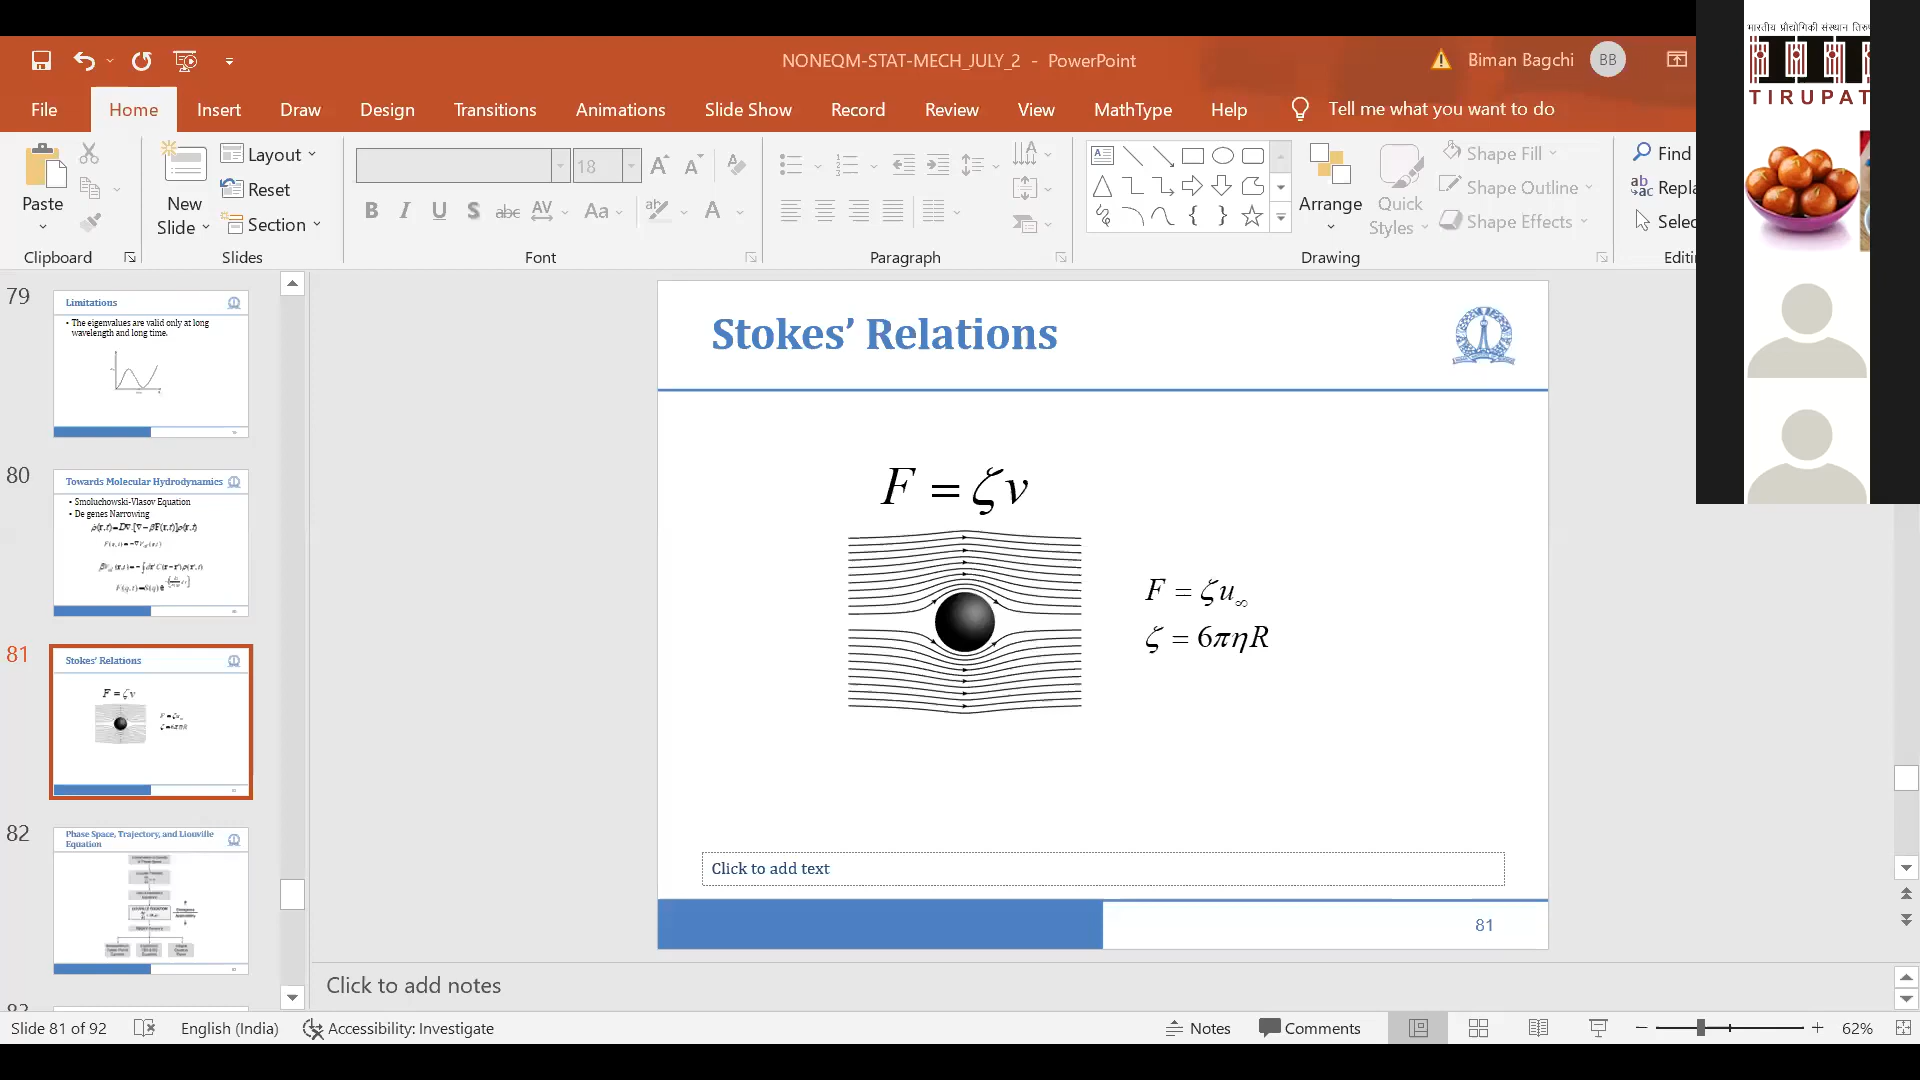 NONEQM-STAT-MECH_JULY_2 - PowerPoint
Biman Bagchi
BB
File
Home
Insert
Draw
Design
Transitions
Animations
Slide Show
Record
Review
View
MathType
Help
Tell me what you want to do
Paste
Clipboard
New
Slide
Layout
Reset
Section
Slides
18
B I U S abc AV Aa A
Font
Paragraph
Arrange
Quick
Styles
Drawing
Shape Fill
Shape Outline
Shape Effects
Find
Repla
Selec
Editi
भारतीय प्रौद्योगिकी संस्थान तिरुप
TIRUPAT
79
Limitations
• The eigenvalues are valid only at long
wavelength and long time.
80
Towards Molecular Hydrodynamics
• Smoluchowski-Vlasov Equation
• De genes Narrowing
81
Stokes’ Relations
F = ζv
82
Phase Space, Trajectory, and Liouville
Equation
Stokes’ Relations
F = ζv
F = ζu∞
ζ = 6πηR
Click to add text
81
Click to add notes
Slide 81 of 92
English (India)
Accessibility: Investigate
Notes
Comments
62%